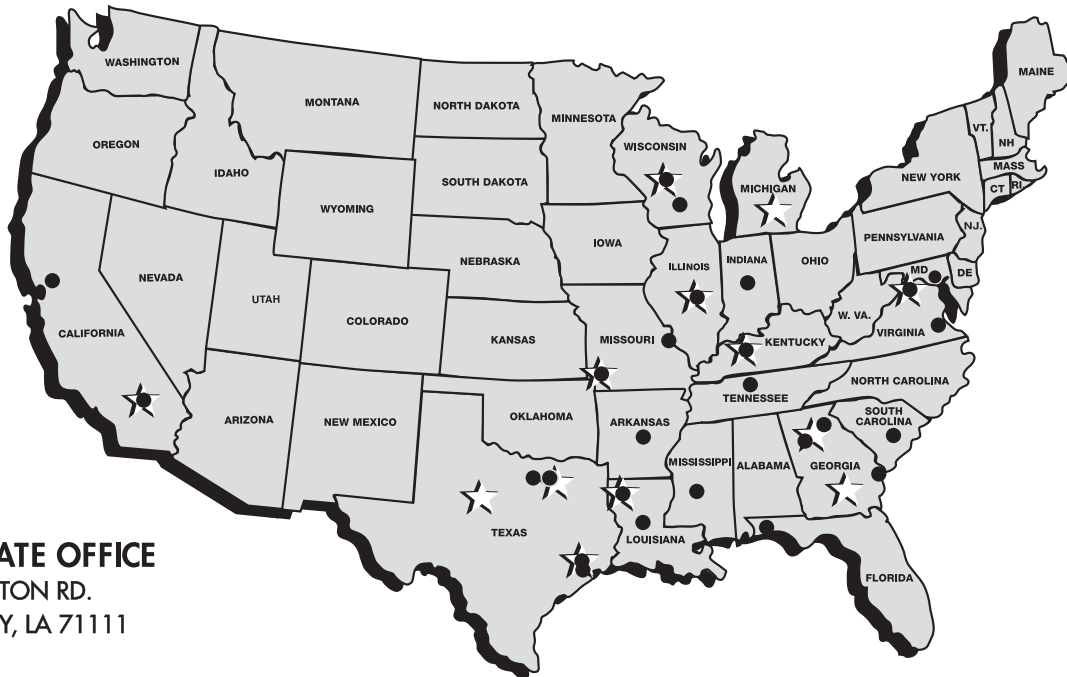 WASHINGTON
MONTANA
NORTH DAKOTA
MINNESOTA
MAINE
OREGON
IDAHO
SOUTH DAKOTA
WISCONSIN
MICHIGAN
NEW YORK
VT.
NH
MASS
CT
RI.
WYOMING
NEBRASKA
IOWA
ILLINOIS
INDIANA
OHIO
PENNSYLVANIA
NJ.
MD
DE
NEVADA
UTAH
COLORADO
KANSAS
MISSOURI
KENTUCKY
W. VA.
VIRGINIA
CALIFORNIA
ARIZONA
NEW MEXICO
OKLAHOMA
ARKANSAS
TENNESSEE
NORTH CAROLINA
SOUTH
CAROLINA
MISSISSIPPI
ALABAMA
GEORGIA
TEXAS
LOUISIANA
FLORIDA
ATE OFFICE
TON RD.
Y, LA 71111